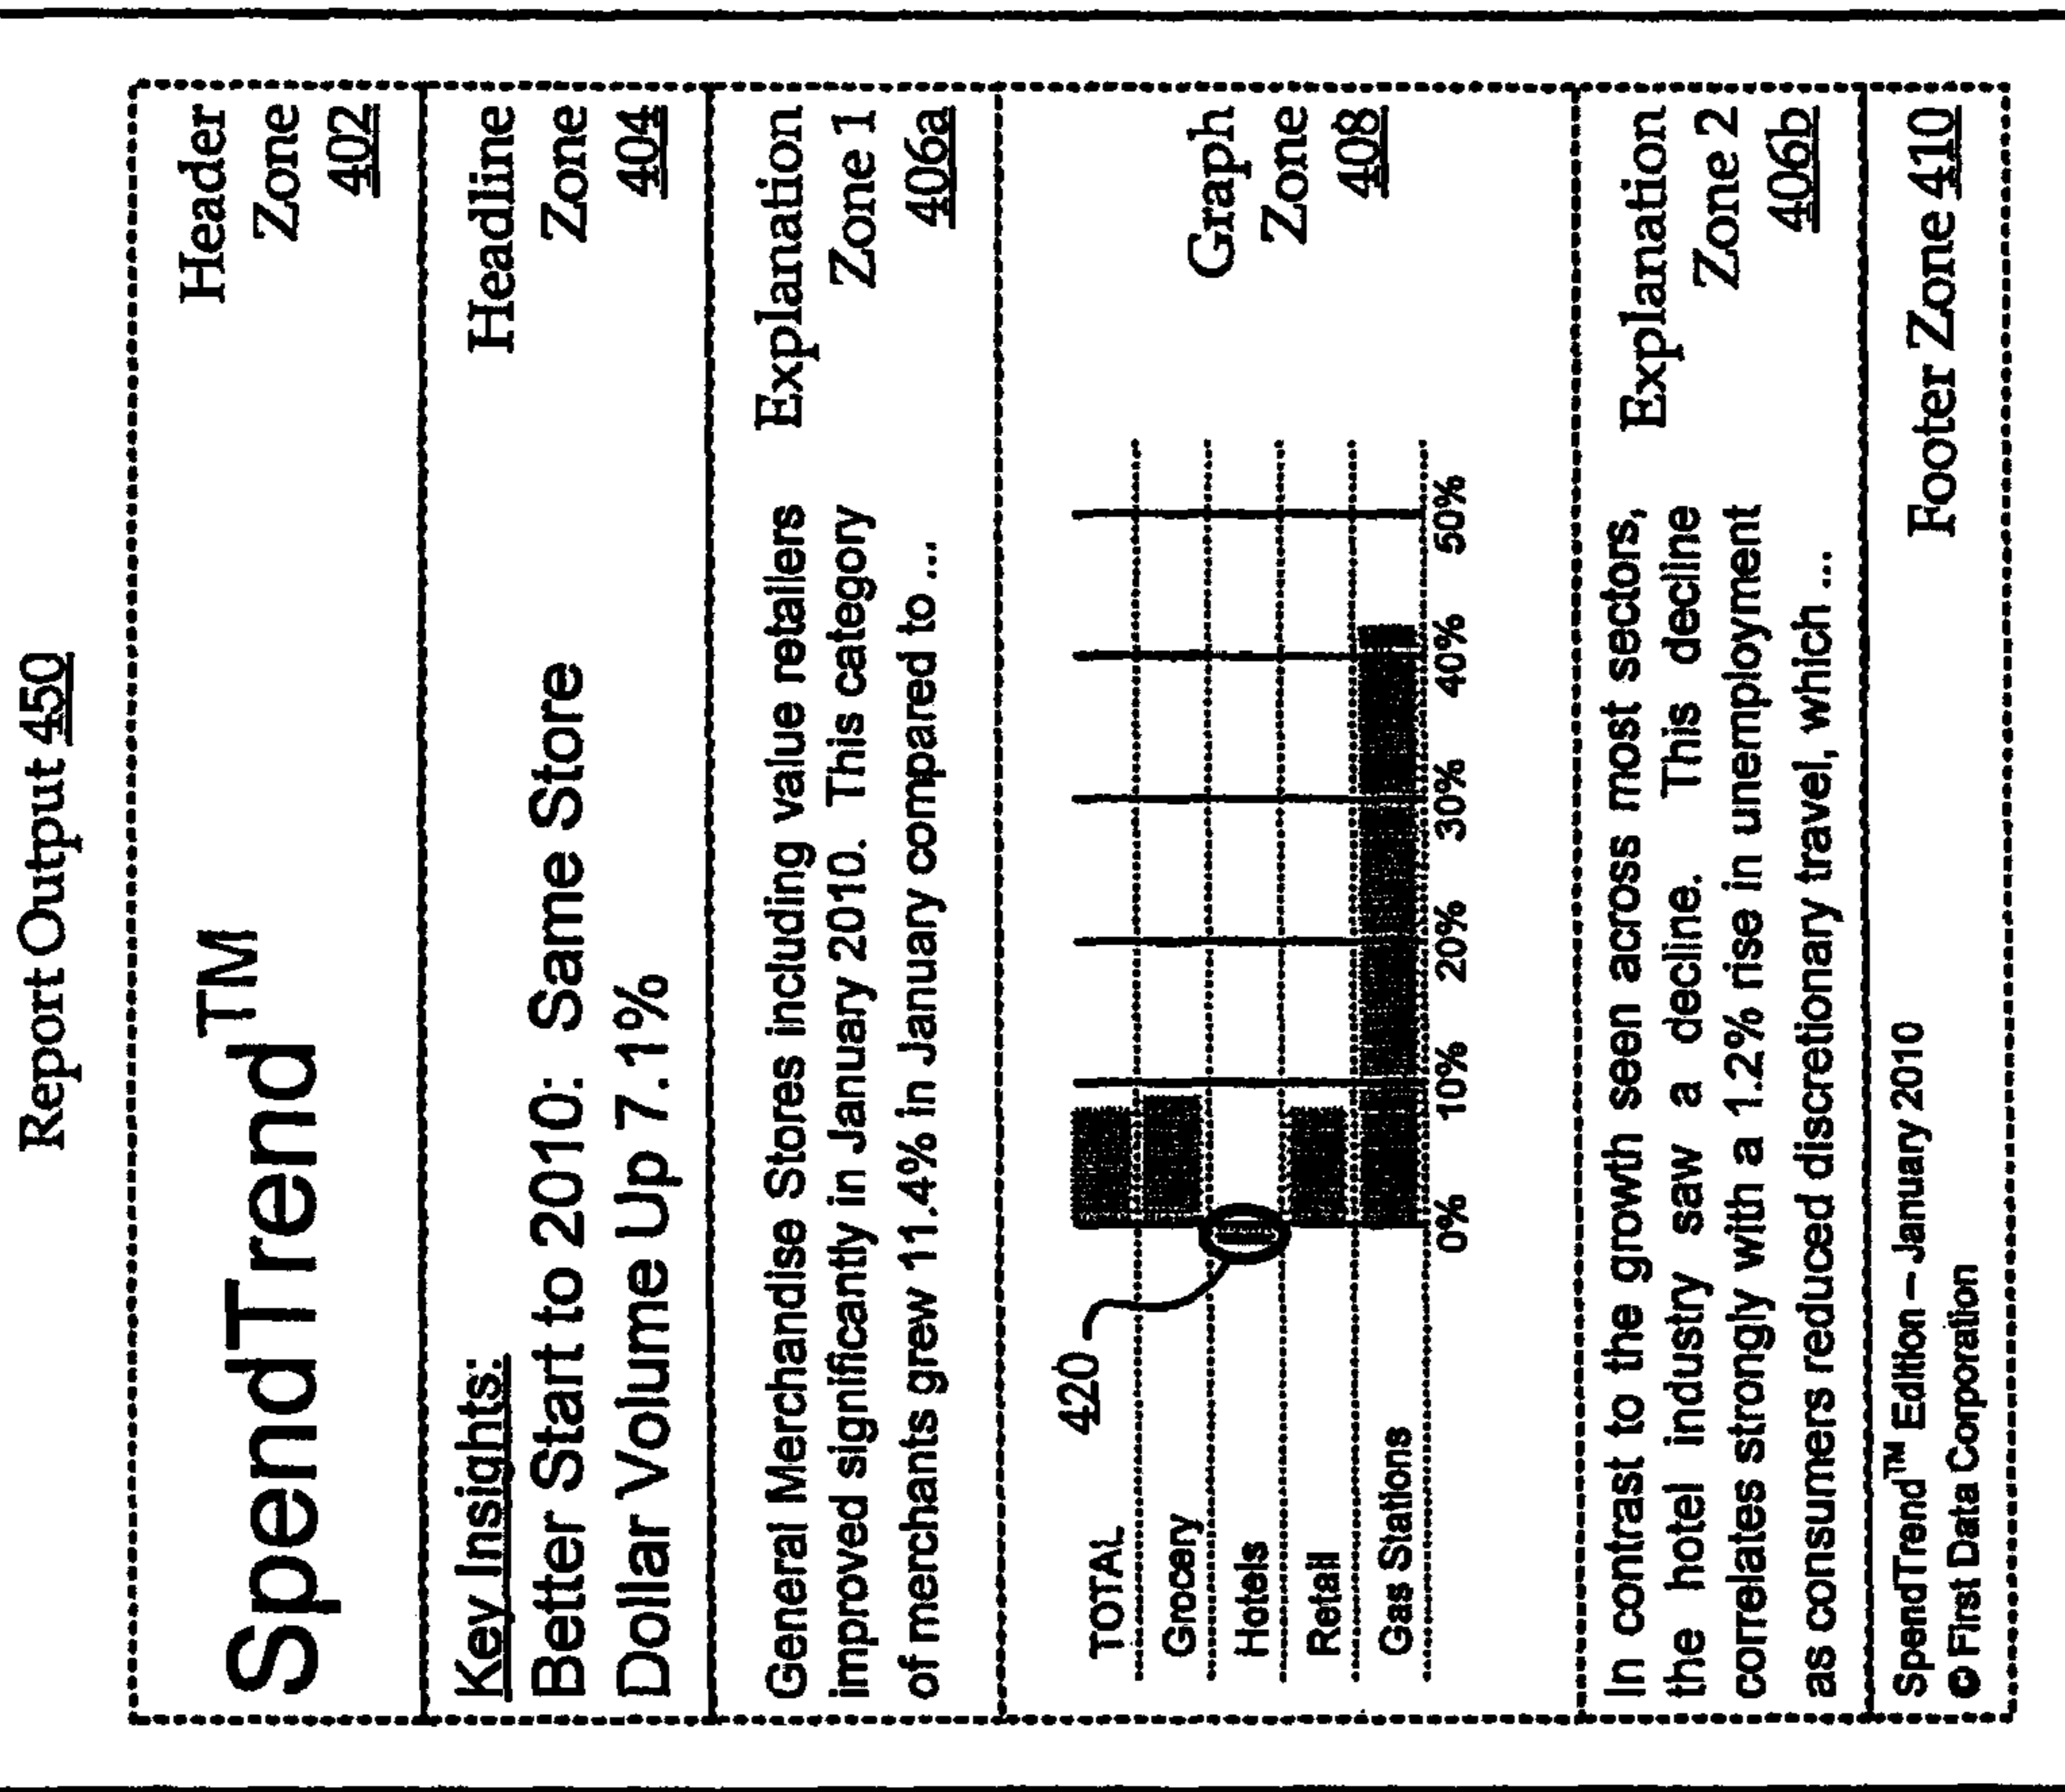 Report Output 450
SpendTrend™
Header
Zone
402
Key Insights:
Better Start to 2010: Same Store
Dollar Volume Up 7.1%
Headline
Zone
404
General Merchandise Stores including value retailers
improved significantly in January 2010. This category
of merchants grew 11.4% in January compared to ...
Explanation
Zone 1
406a
420
TOTAL
Grocery
Hotels
Retail
Gas Stations
0% 10% 20% 30% 40% 50%
Graph
Zone
408
In contrast to the growth seen across most sectors,
the hotel industry saw a decline. This decline
correlates strongly with a 1.2% rise in unemployment
as consumers reduced discretionary travel, which ...
Explanation
Zone 2
406b
SpendTrend™ Edition – January 2010
© First Data Corporation
Footer Zone 410